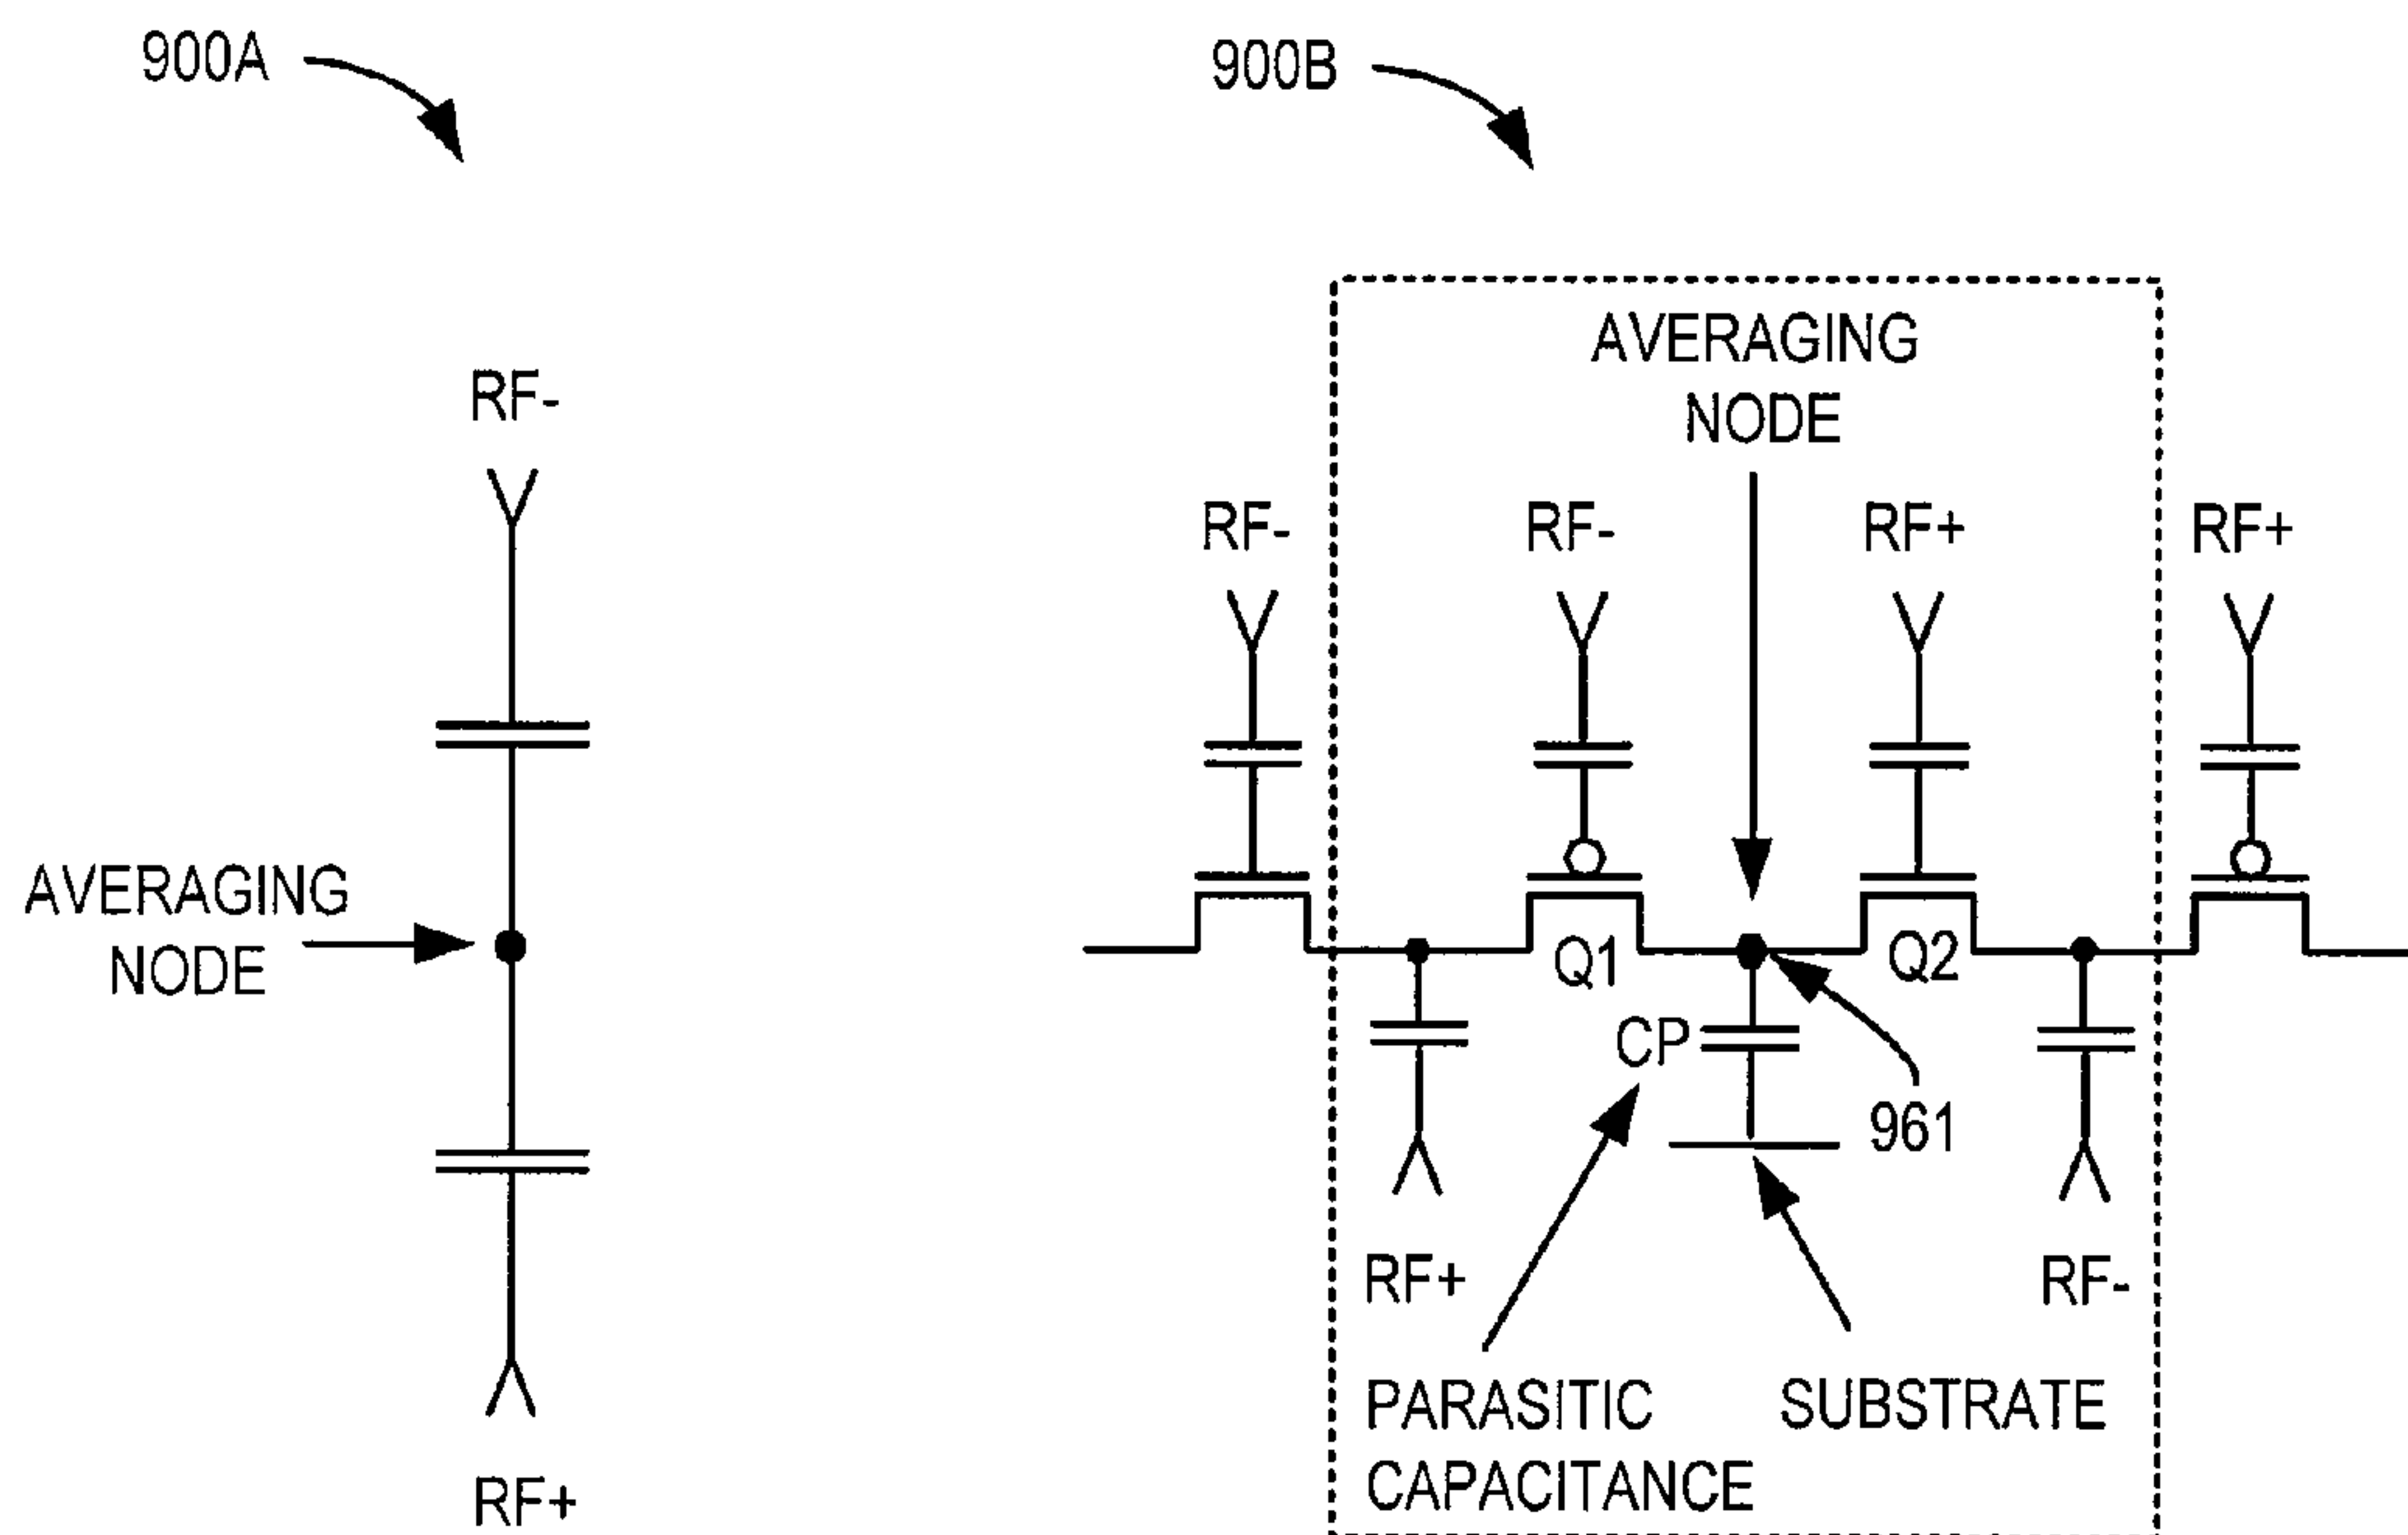 900A
RF-
AVERAGING
NODE
RF+
900B
AVERAGING
NODE
RF-
RF-
RF+
RF+
Q1
Q2
CP
961
RF+
RF-
PARASITIC
CAPACITANCE
SUBSTRATE